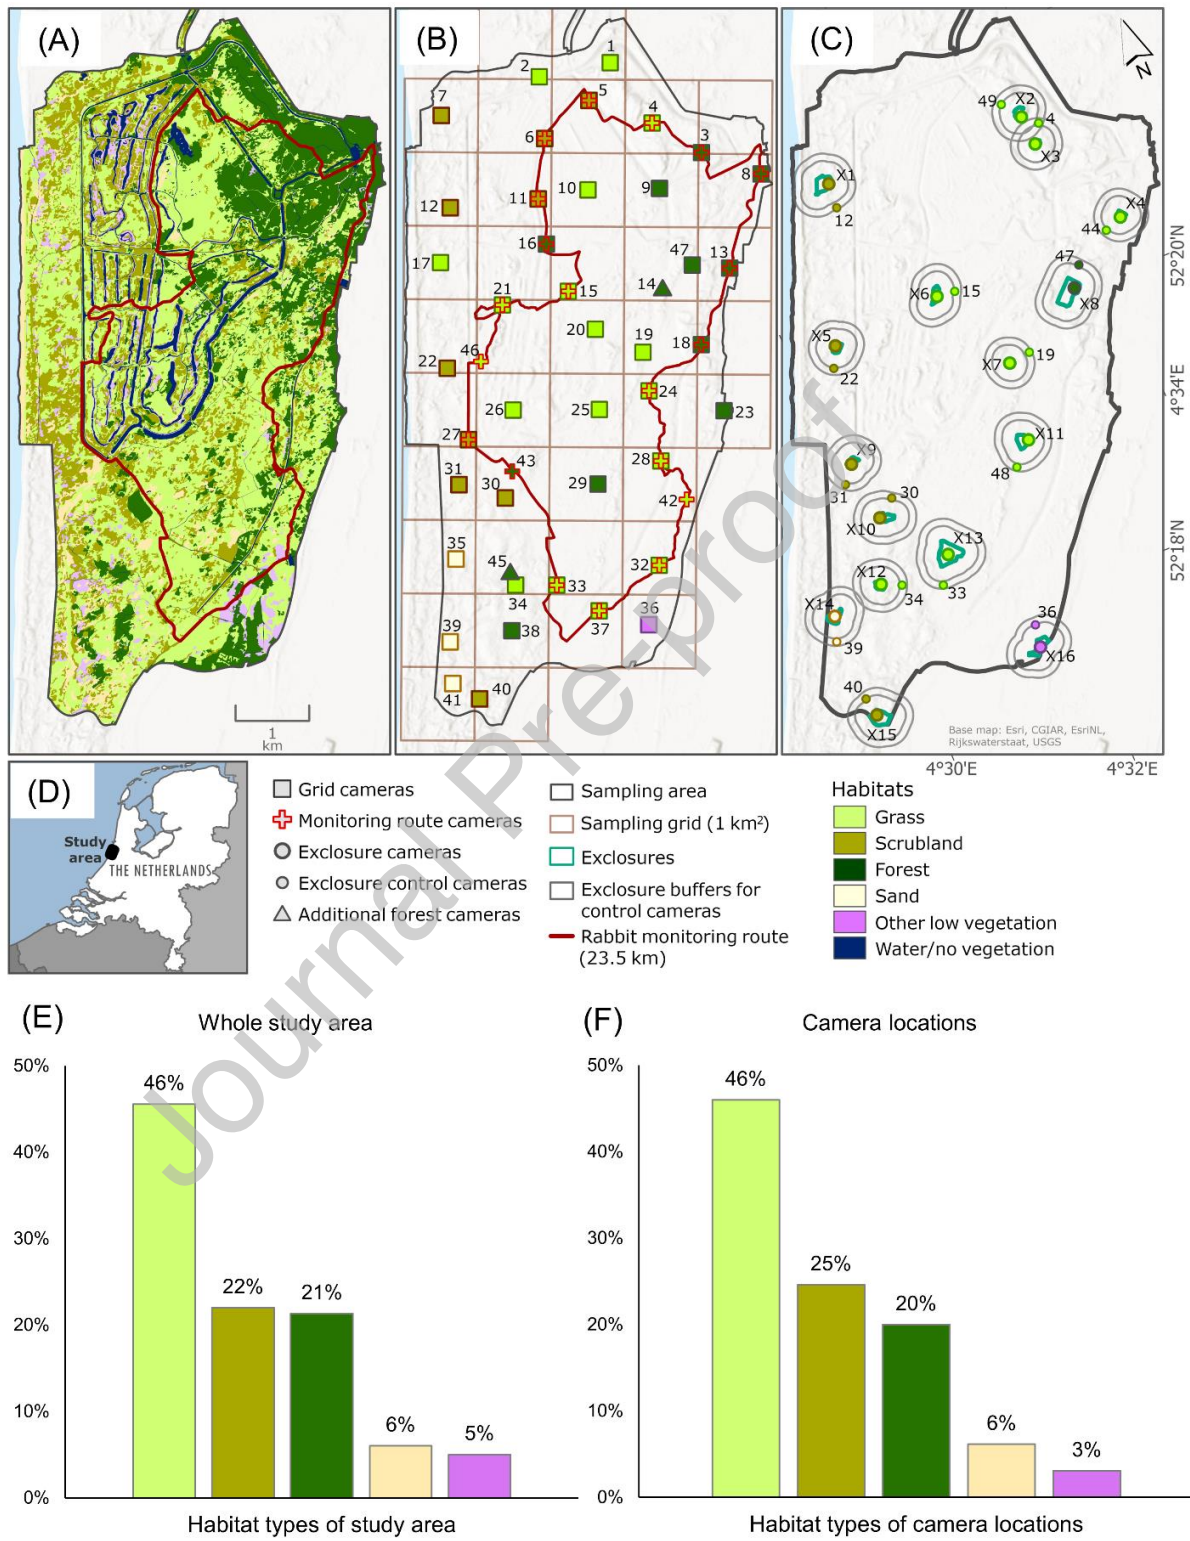 (A)
(B)
(C)
N
1
km
1
2
5
7
4
3
6
8
10
9
11
12
16
47
13
17
14
21
15
20
19
18
46
22
24
26
25
23
27
43
28
31
30
29
42
35
45
32
33
34
36
38
37
39
41
40
49
X2
4
X3
X1
12
X4
44
47
X6
15
X8
X5
19
X7
22
X11
X9
48
31
30
X10
X13
X12
34
33
X14
36
39
X16
40
X15
Base map: Esri, CGIAR, EsriNL,
Rijkswaterstaat, USGS
52°20'N
4°34'E
52°18'N
4°30'E
4°32'E
(D)
Study
area
THE NETHERLANDS
Grid cameras
Monitoring route cameras
Exclosure cameras
Exclosure control cameras
Additional forest cameras
Sampling area
Sampling grid (1 km²)
Exclosures
Exclosure buffers for
control cameras
Rabbit monitoring route
(23.5 km)
Habitats
Grass
Scrubland
Forest
Sand
Other low vegetation
Water/no vegetation
Journal Pre-proof
(E)
Whole study area
50%
40%
30%
20%
10%
0%
46%
22%
21%
6%
5%
Habitat types of study area
(F)
Camera locations
50%
40%
30%
20%
10%
0%
46%
25%
20%
6%
3%
Habitat types of camera locations